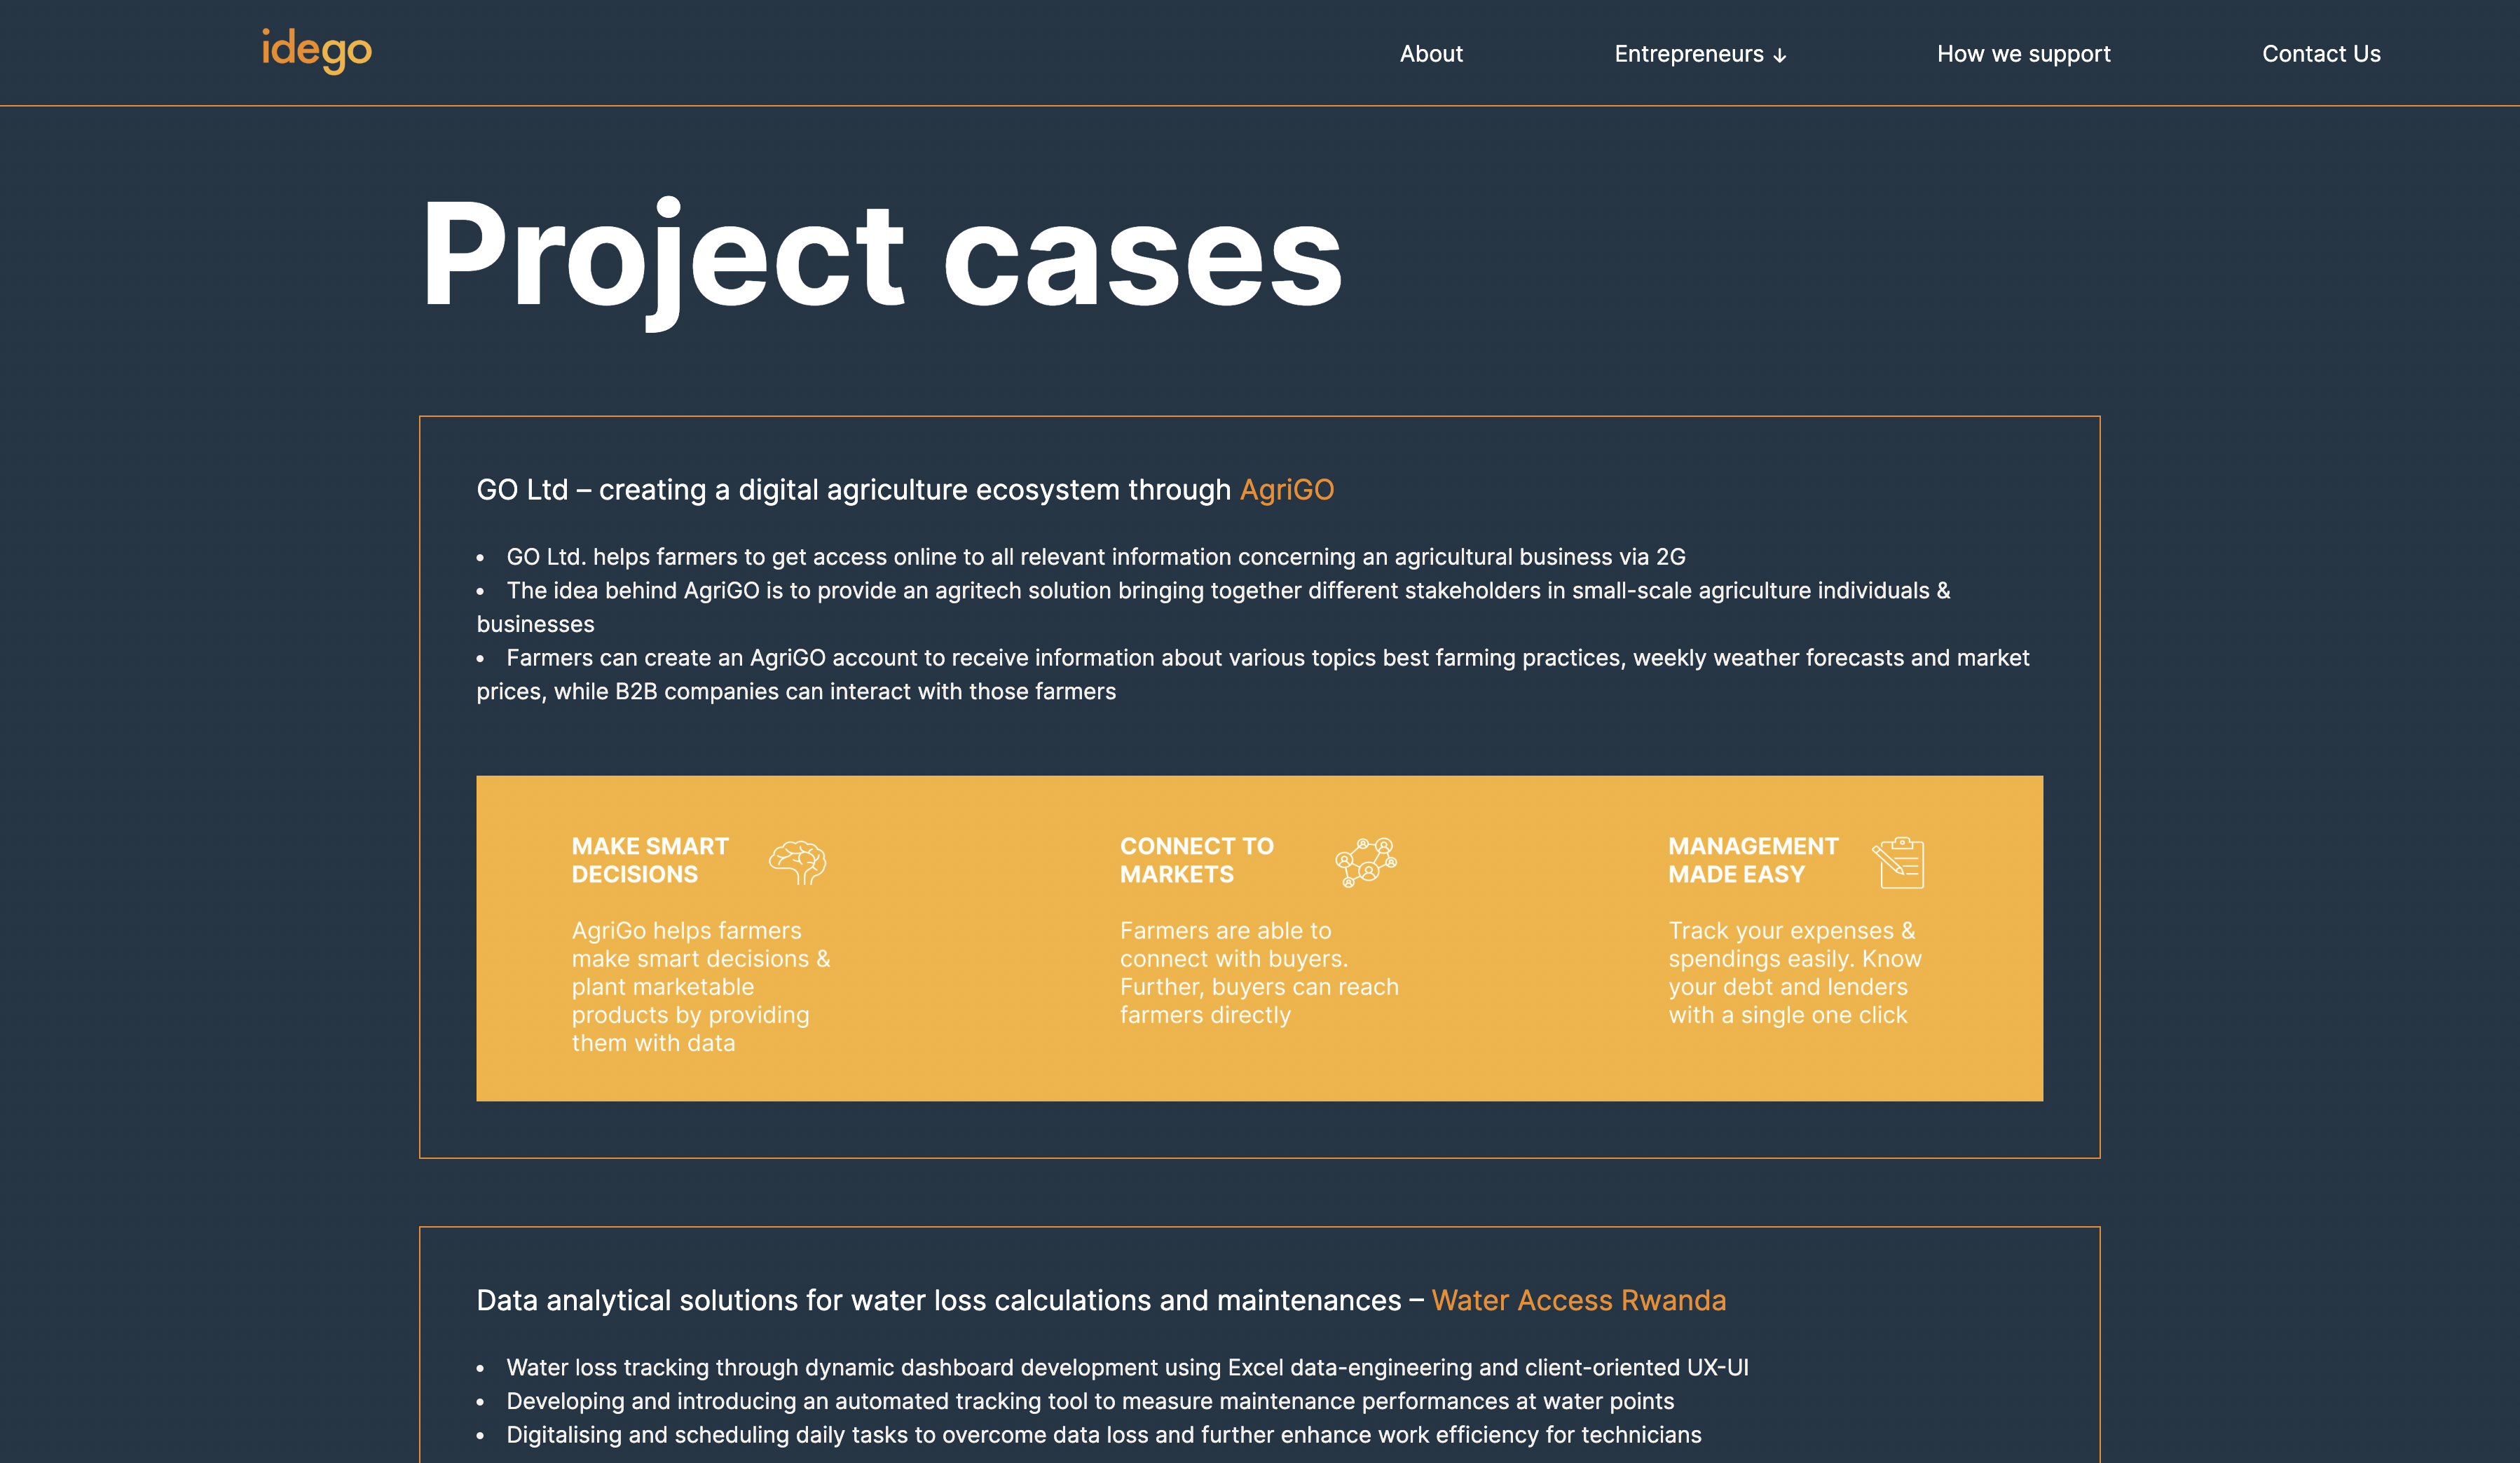 idego
About
Entrepreneurs ↓
How we support
Contact Us
Project cases
GO Ltd – creating a digital agriculture ecosystem through AgriGO
• GO Ltd. helps farmers to get access online to all relevant information concerning an agricultural business via 2G
• The idea behind AgriGO is to provide an agritech solution bringing together different stakeholders in small-scale agriculture individuals &
businesses
• Farmers can create an AgriGO account to receive information about various topics best farming practices, weekly weather forecasts and market
prices, while B2B companies can interact with those farmers
MAKE SMART
DECISIONS
AgriGo helps farmers
make smart decisions &
plant marketable
products by providing
them with data
CONNECT TO
MARKETS
Farmers are able to
connect with buyers.
Further, buyers can reach
farmers directly
MANAGEMENT
MADE EASY
Track your expenses &
spendings easily. Know
your debt and lenders
with a single one click
Data analytical solutions for water loss calculations and maintenances – Water Access Rwanda
• Water loss tracking through dynamic dashboard development using Excel data-engineering and client-oriented UX-UI
• Developing and introducing an automated tracking tool to measure maintenance performances at water points
• Digitalising and scheduling daily tasks to overcome data loss and further enhance work efficiency for technicians